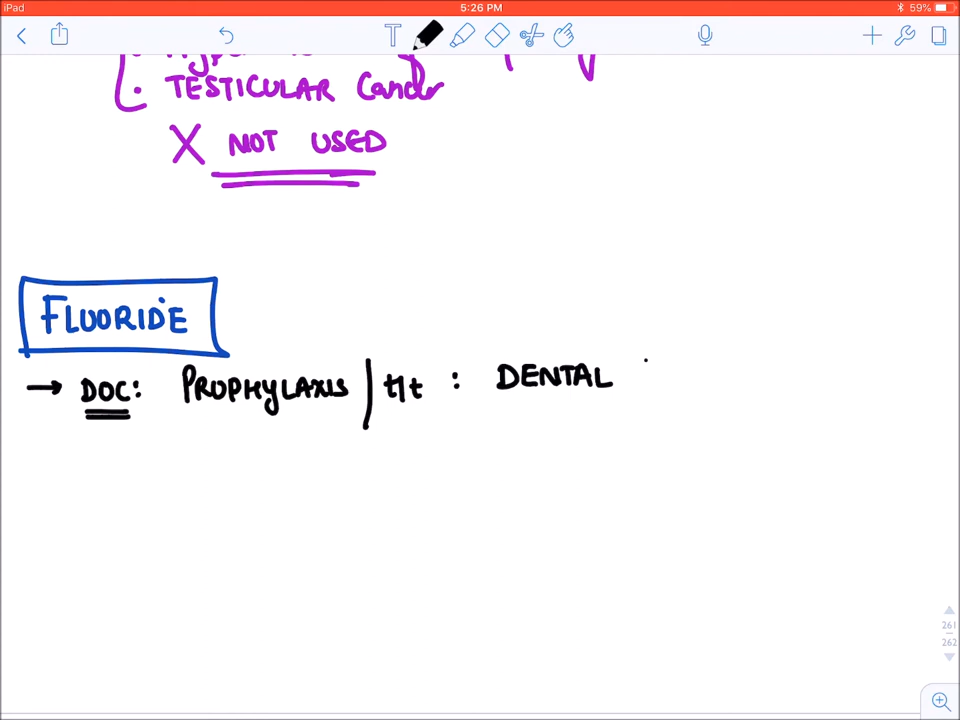 iPad 5:26 PM 59%
T
• TESTICULAR Cancer
X NOT USED
FLUORIDE
→ DOC: PROPHYLAXIS | t/t : DENTAL
261
262